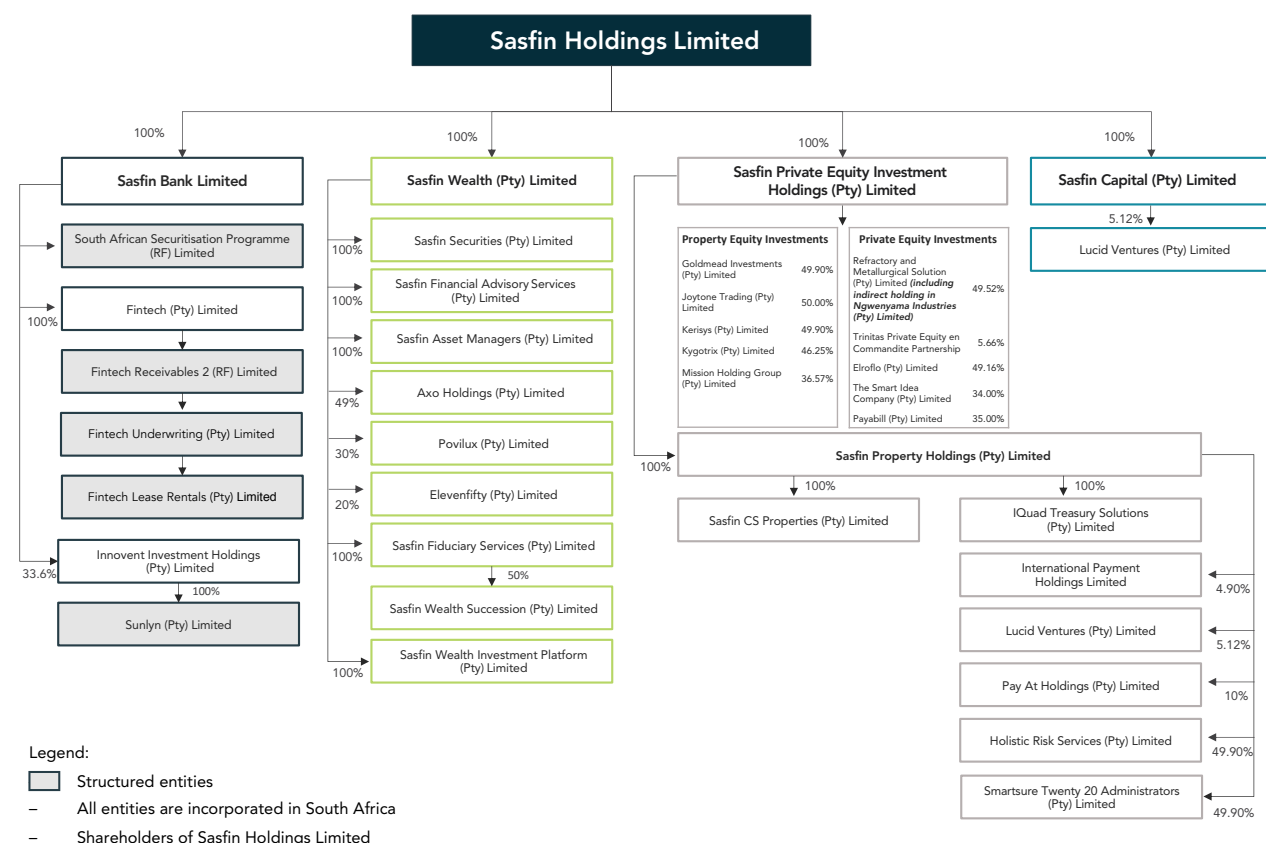 Sasfin Holdings Limited
100%
100%
100%
100%
Sasfin Bank Limited
South African Securitisation Programme
(RF) Limited
Fintech (Pty) Limited
100%
Fintech Receivables 2 (RF) Limited
Fintech Underwriting (Pty) Limited
Fintech Lease Rentals (Pty) Limited
Innovent Investment Holdings
(Pty) Limited
33.6%
100%
Sunlyn (Pty) Limited
Sasfin Wealth (Pty) Limited
Sasfin Securities (Pty) Limited
100%
Sasfin Financial Advisory Services
(Pty) Limited
100%
Sasfin Asset Managers (Pty) Limited
100%
Axo Holdings (Pty) Limited
49%
Povilux (Pty) Limited
30%
Elevenfifty (Pty) Limited
20%
Sasfin Fiduciary Services (Pty) Limited
100%
50%
Sasfin Wealth Succession (Pty) Limited
Sasfin Wealth Investment Platform
(Pty) Limited
100%
Sasfin Private Equity Investment
Holdings (Pty) Limited
Property Equity Investments
Goldmead Investments
(Pty) Limited
49.90%
Joytone Trading (Pty)
Limited
50.00%
Kerisys (Pty) Limited 49.90%
Kygotrix (Pty) Limited 46.25%
Mission Holding Group
(Pty) Limited
36.57%
Private Equity Investments
Refractory and
Metallurgical Solution
(Pty) Limited (including
indirect holding in
Ngwenyama Industries
(Pty) Limited)
49.52%
Trinitas Private Equity en
Commandite Partnership
5.66%
Elroflo (Pty) Limited 49.16%
The Smart Idea
Company (Pty) Limited
34.00%
Payabill (Pty) Limited 35.00%
Sasfin Property Holdings (Pty) Limited
100%
100%
100%
Sasfin CS Properties (Pty) Limited
IQuad Treasury Solutions
(Pty) Limited
International Payment
Holdings Limited
4.90%
Lucid Ventures (Pty) Limited
5.12%
Pay At Holdings (Pty) Limited
10%
Holistic Risk Services (Pty) Limited
49.90%
Smartsure Twenty 20 Administrators
(Pty) Limited
49.90%
Sasfin Capital (Pty) Limited
5.12%
Lucid Ventures (Pty) Limited
Legend:
Structured entities
– All entities are incorporated in South Africa
– Shareholders of Sasfin Holdings Limited